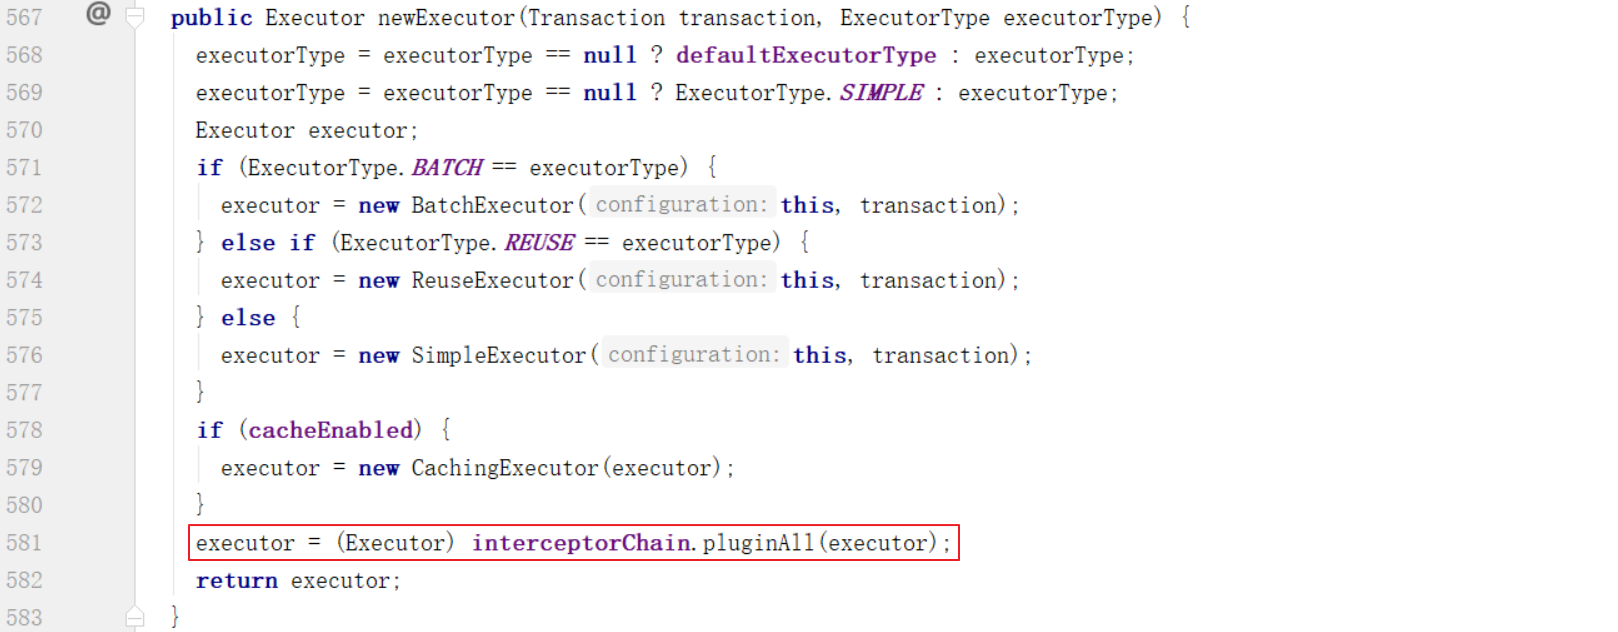 567 @ public Executor newExecutor(Transaction transaction, ExecutorType executorType) {
568 executorType = executorType == null ? defaultExecutorType : executorType;
569 executorType = executorType == null ? ExecutorType.SIMPLE : executorType;
570 Executor executor;
571 if (ExecutorType.BATCH == executorType) {
572 executor = new BatchExecutor( configuration: this, transaction);
573 } else if (ExecutorType.REUSE == executorType) {
574 executor = new ReuseExecutor( configuration: this, transaction);
575 } else {
576 executor = new SimpleExecutor( configuration: this, transaction);
577 }
578 if (cacheEnabled) {
579 executor = new CachingExecutor(executor);
580 }
581 executor = (Executor) interceptorChain.pluginAll(executor);
582 return executor;
583 }